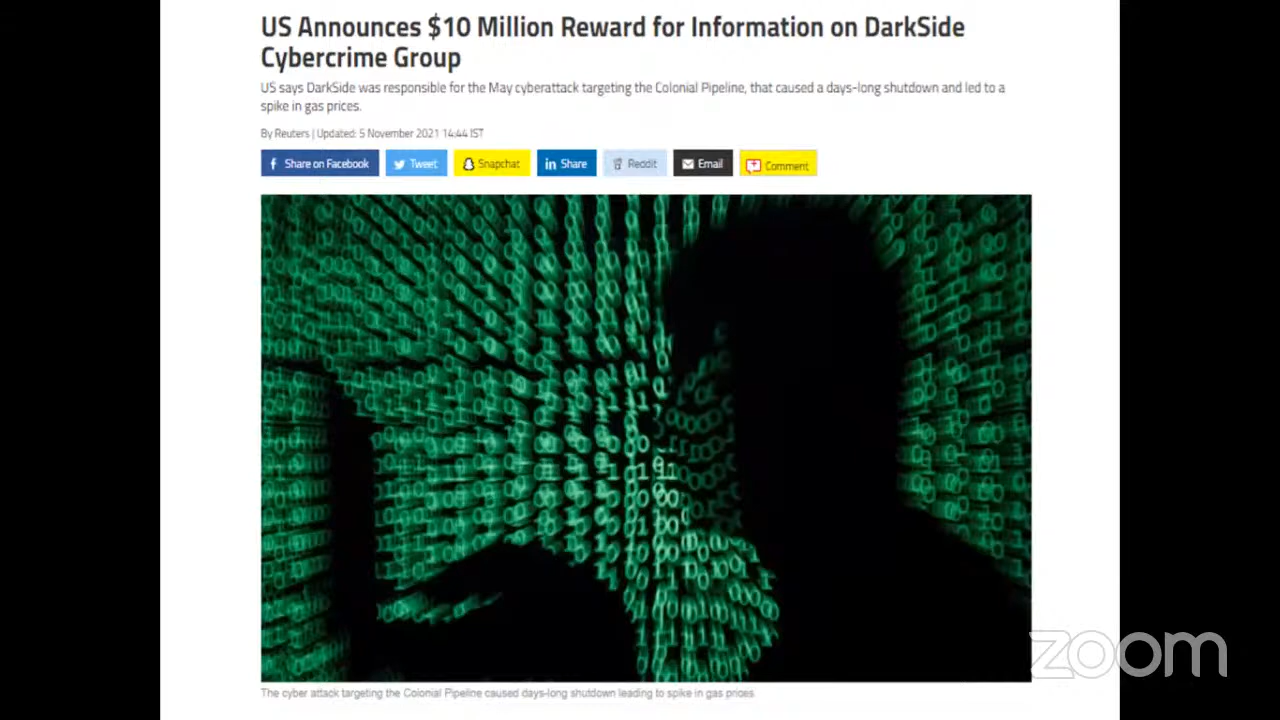 US Announces $10 Million Reward for Information on DarkSide
Cybercrime Group
US says DarkSide was responsible for the May cyberattack targeting the Colonial Pipeline, that caused a days-long shutdown and led to a
spike in gas prices.
By Reuters | Updated: 5 November 2021 14:44 IST
Share on Facebook Tweet Snapchat Share Reddit Email Comment
The cyber attack targeting the Colonial Pipeline caused days-long shutdown leading to spike in gas prices
zoom